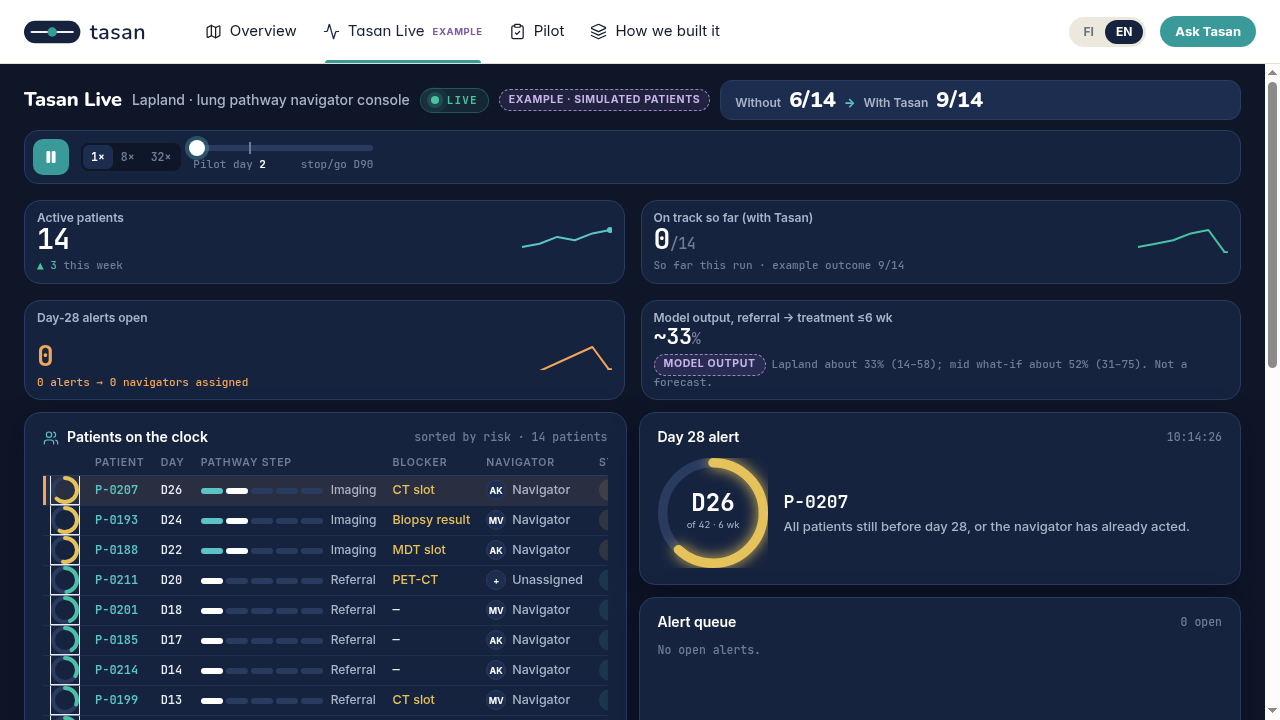 tasan
Overview
Tasan Live EXAMPLE
Pilot
How we built it
FI EN
Ask Tasan
Tasan Live Lapland · lung pathway navigator console LIVE EXAMPLE · SIMULATED PATIENTS
Without 6/14 → With Tasan 9/14
1× 8× 32×
Pilot day 2 stop/go D90
Active patients
14
▲ 3 this week
On track so far (with Tasan)
0/14
So far this run · example outcome 9/14
Day-28 alerts open
0
0 alerts → 0 navigators assigned
Model output, referral → treatment ≤6 wk
~33%
MODEL OUTPUT Lapland about 33% (14–58); mid what-if about 52% (31–75). Not a
forecast.
Patients on the clock sorted by risk · 14 patients
PATIENT DAY PATHWAY STEP BLOCKER NAVIGATOR
P-0207 D26 Imaging CT slot AK Navigator
P-0193 D24 Imaging Biopsy result MV Navigator
P-0188 D22 Imaging MDT slot AK Navigator
P-0211 D20 Referral PET-CT + Unassigned
P-0201 D18 Referral – MV Navigator
P-0185 D17 Referral – AK Navigator
P-0214 D14 Referral – AK Navigator
P-0199 D13 Referral CT slot MV Navigator
Day 28 alert 10:14:26
D26
of 42 · 6 wk
P-0207
All patients still before day 28, or the navigator has already acted.
Alert queue 0 open
No open alerts.